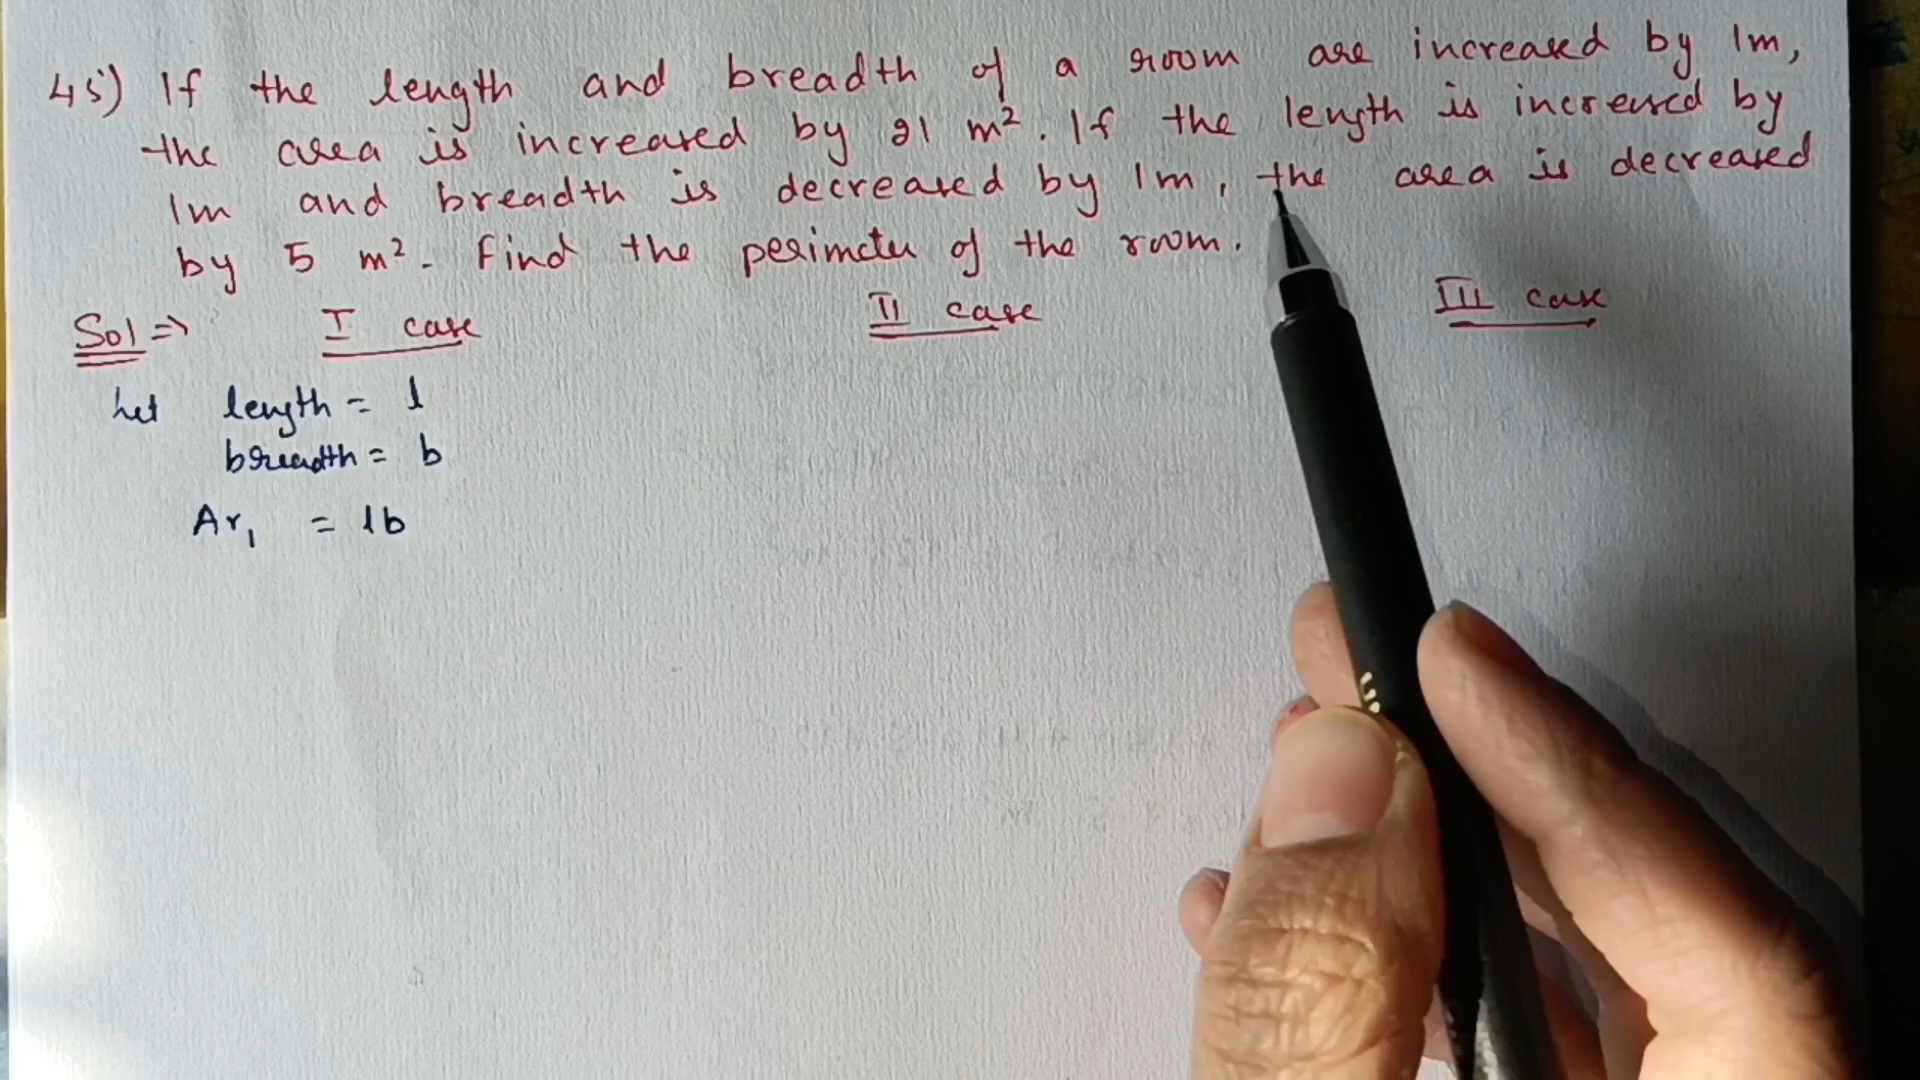 45) If the length and breadth of a room are increased by 1m,
the area is increased by 21 m². If the length is increased by
1m and breadth is decreased by 1m, the area is decreased
by 5 m². Find the perimeter of the room.
Sol => I case II case III case
let length = l
breadth = b
Ar₁ = lb